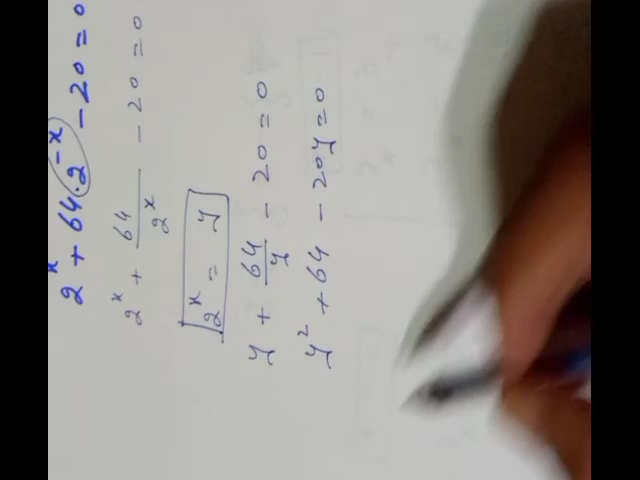 2^x + 64.2^-x - 20 = 0
2^x + 64/2^x - 20 = 0
2^x = y
y + 64/y - 20 = 0
y^2 + 64 - 20y = 0